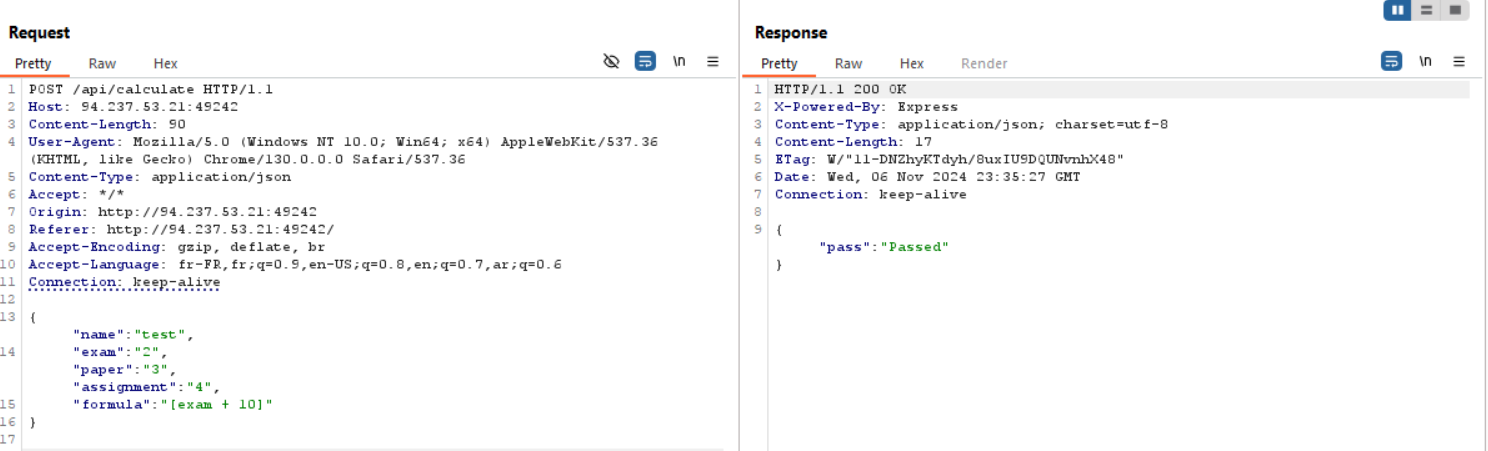 Request
Pretty Raw Hex \n
1 POST /api/calculate HTTP/1.1
2 Host: 94.237.53.21:49242
3 Content-Length: 90
4 User-Agent: Mozilla/5.0 (Windows NT 10.0; Win64; x64) AppleWebKit/537.36
(KHTML, like Gecko) Chrome/130.0.0.0 Safari/537.36
5 Content-Type: application/json
6 Accept: */*
7 Origin: http://94.237.53.21:49242
8 Referer: http://94.237.53.21:49242/
9 Accept-Encoding: gzip, deflate, br
10 Accept-Language: fr-FR,fr;q=0.9,en-US;q=0.8,en;q=0.7,ar;q=0.6
11 Connection: keep-alive
12
13 {
"name":"test",
14 "exam":"2",
"paper":"3",
"assignment":"4",
15 "formula":"[exam + 10]"
16 }
17
Response
Pretty Raw Hex Render \n
1 HTTP/1.1 200 OK
2 X-Powered-By: Express
3 Content-Type: application/json; charset=utf-8
4 Content-Length: 17
5 ETag: W/"11-DNZhyKTdyh/8uxIU9DQUNvnhX48"
6 Date: Wed, 06 Nov 2024 23:35:27 GMT
7 Connection: keep-alive
8
9 {
"pass":"Passed"
}